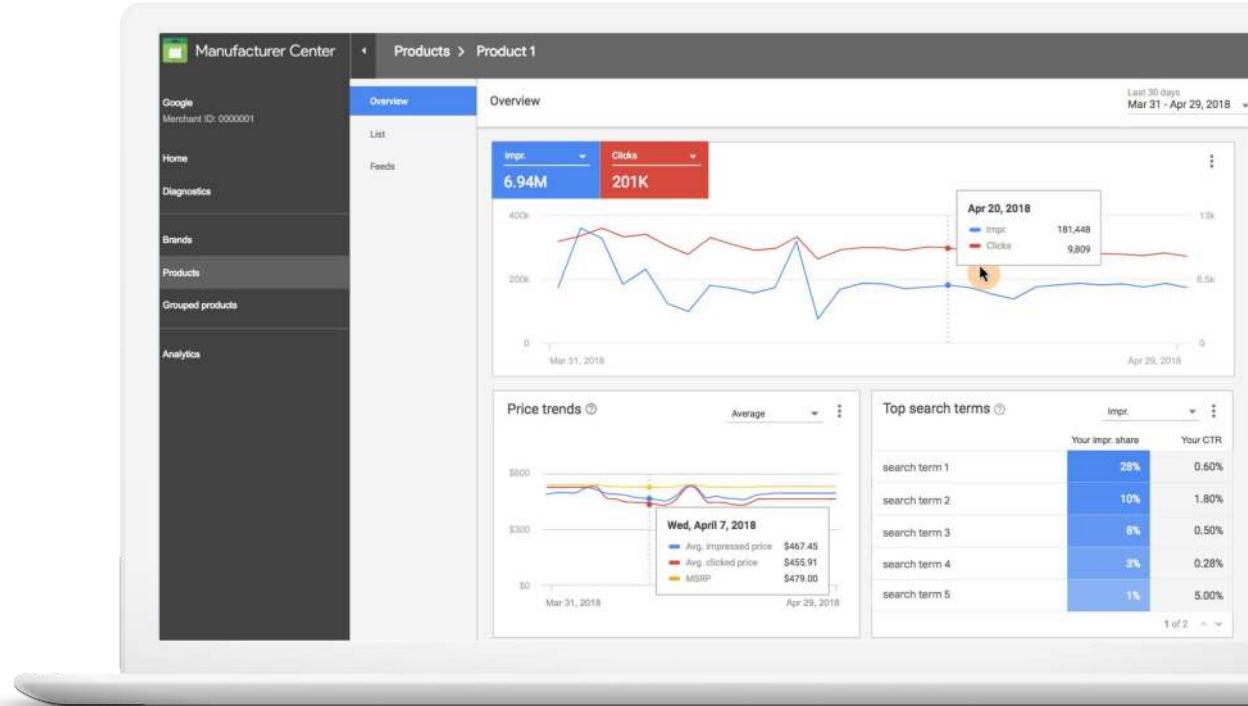 Manufacturer Center
Products > Product 1
Google
Merchant ID: 0000001
Home
Diagnostics
Brands
Products
Grouped products
Analytics
Overview
List
Feeds
Overview
Last 30 days
Mar 31 - Apr 29, 2018
Impr.
6.94M
Clicks
201K
400k
13k
Apr 20, 2018
Impr. 181,448
Clicks 9,809
200k
6.5k
0
0
Mar 31, 2018
Apr 29, 2018
Price trends
Average
$600
$300
$0
Wed, April 7, 2018
Avg. impressed price $467.45
Avg. clicked price $455.91
MSRP $479.00
Mar 31, 2018
Apr 29, 2018
Top search terms
Impr.
Your impr. share Your CTR
search term 1 28% 0.60%
search term 2 10% 1.80%
search term 3 8% 0.50%
search term 4 3% 0.28%
search term 5 1% 5.00%
1 of 2